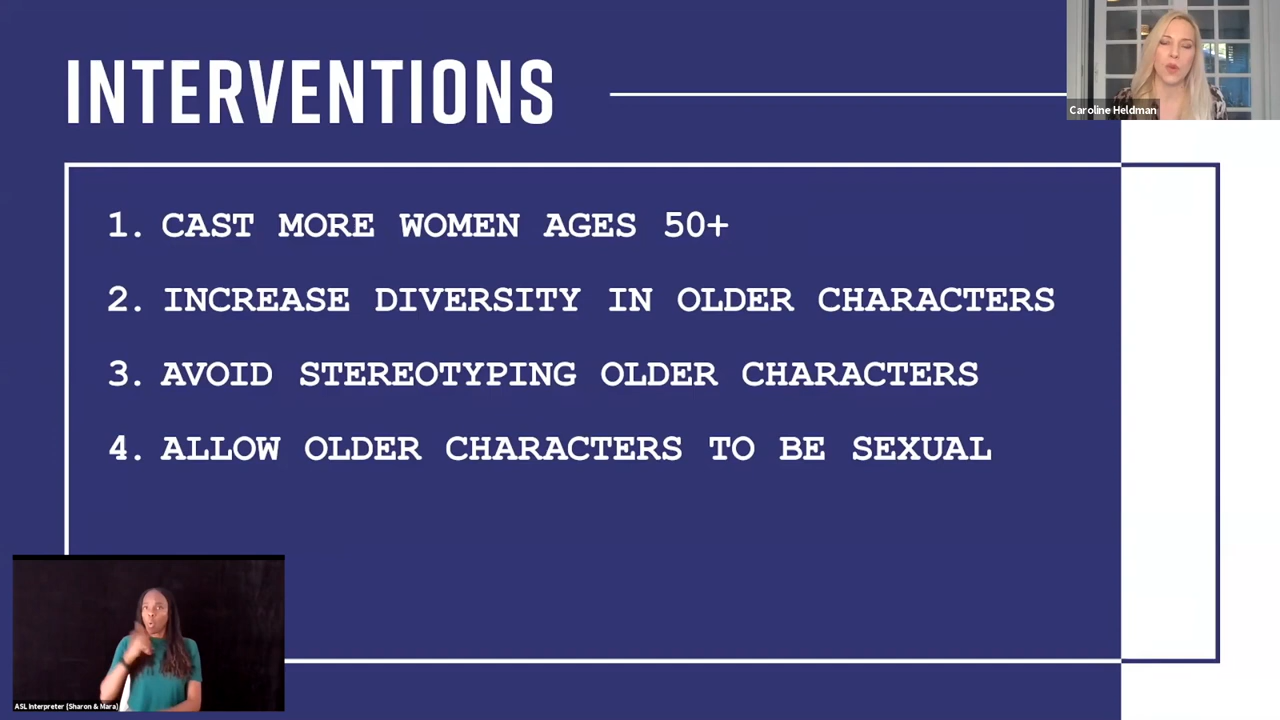 INTERVENTIONS
Caroline Heldman
1. CAST MORE WOMEN AGES 50+
2. INCREASE DIVERSITY IN OLDER CHARACTERS
3. AVOID STEREOTYPING OLDER CHARACTERS
4. ALLOW OLDER CHARACTERS TO BE SEXUAL
ASL Interpreter (Sharon & Mara)